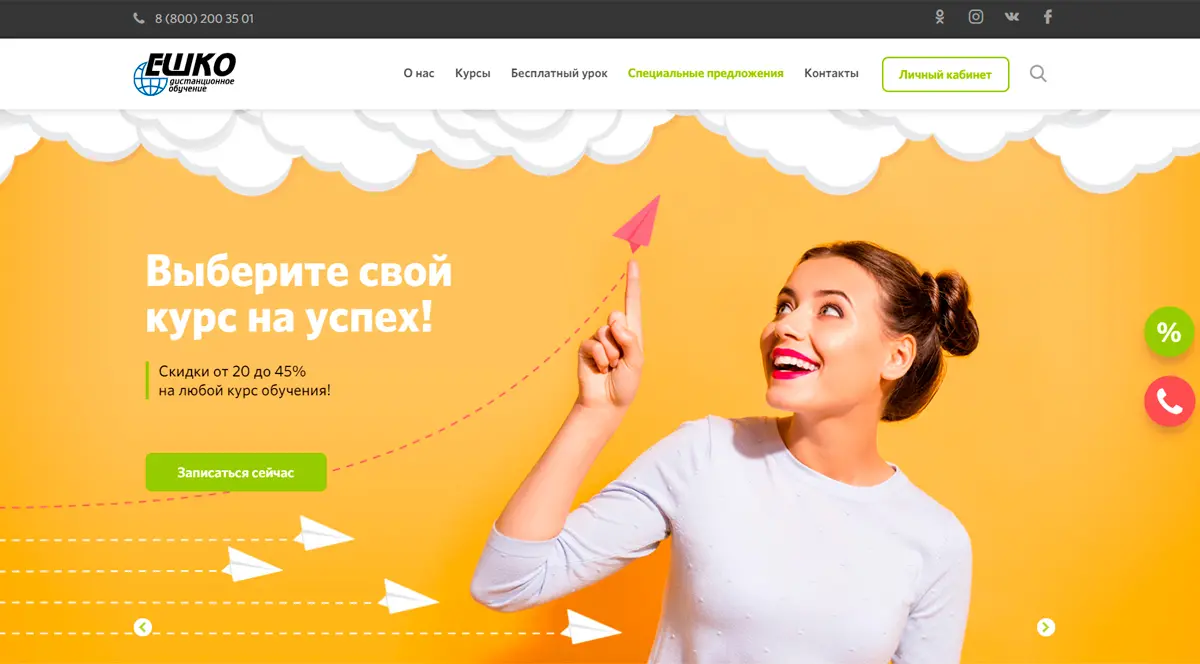 8 (800) 200 35 01
ЕШКО
дистанционное
обучение
О нас
Курсы
Бесплатный урок
Специальные предложения
Контакты
Личный кабинет
Выберите свой
курс на успех!
Скидки от 20 до 45%
на любой курс обучения!
%
Записаться сейчас